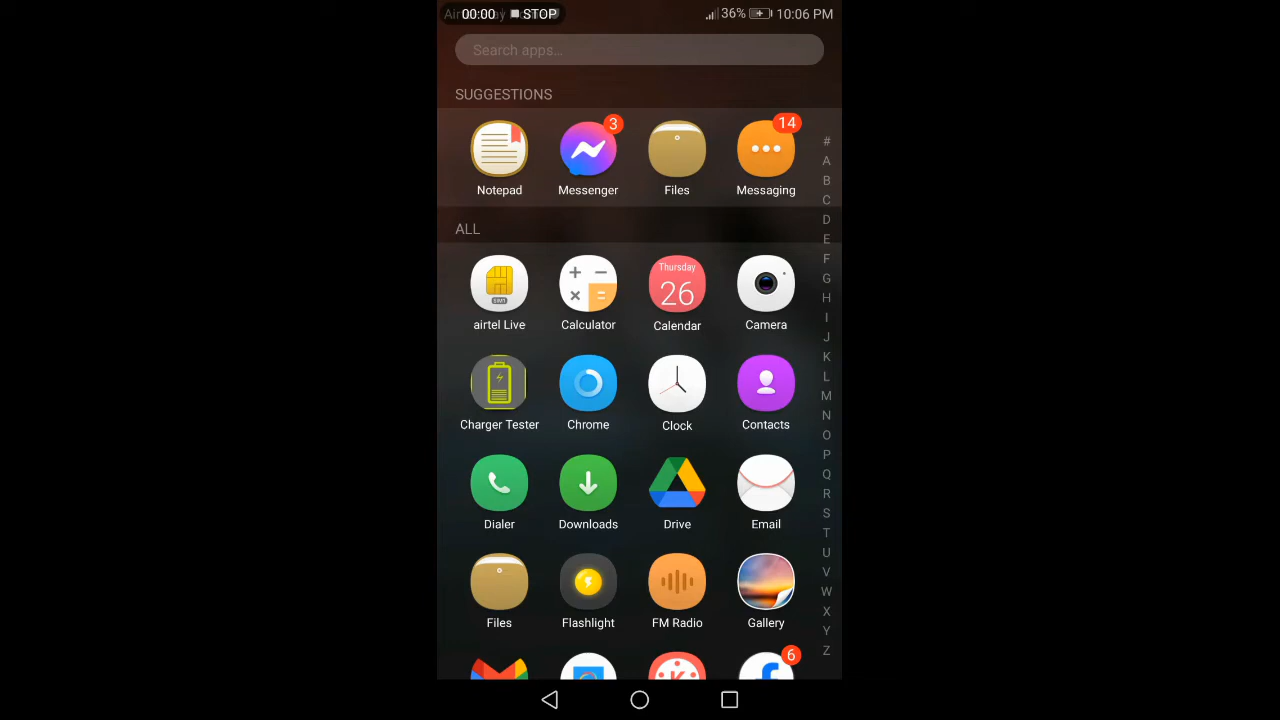 00:00 STOP 36% 10:06 PM
Search apps...
SUGGESTIONS
3 14
Notepad Messenger Files Messaging
ALL
Thursday
26
SIM1
airtel Live Calculator Calendar Camera
Charger Tester Chrome Clock Contacts
Dialer Downloads Drive Email
Files Flashlight FM Radio Gallery
6
K
#
A
B
C
D
E
F
G
H
I
J
K
L
M
N
O
P
Q
R
S
T
U
V
W
X
Y
Z